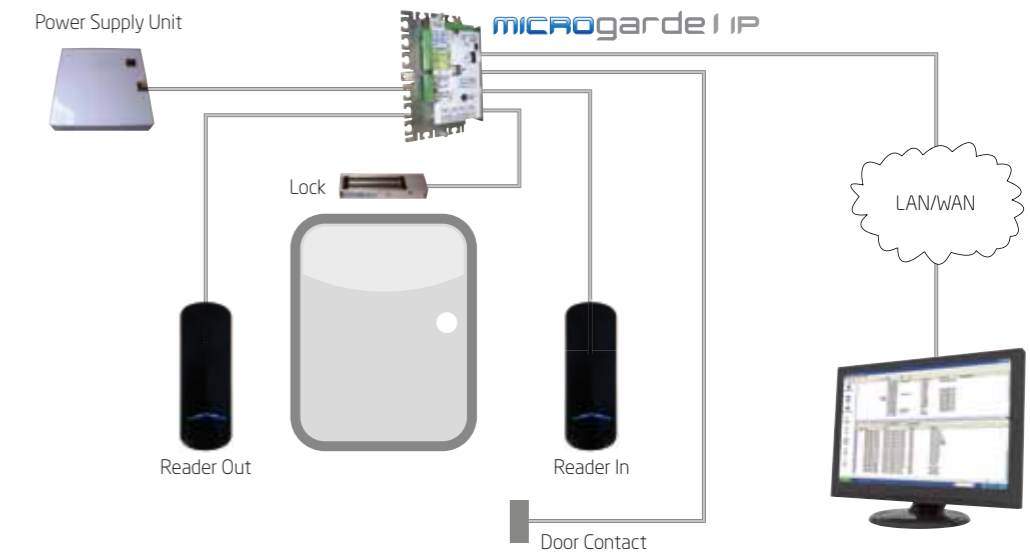 Power Supply Unit
MICROgarde I IP
Lock
LAN/WAN
Reader Out
Reader In
Door Contact